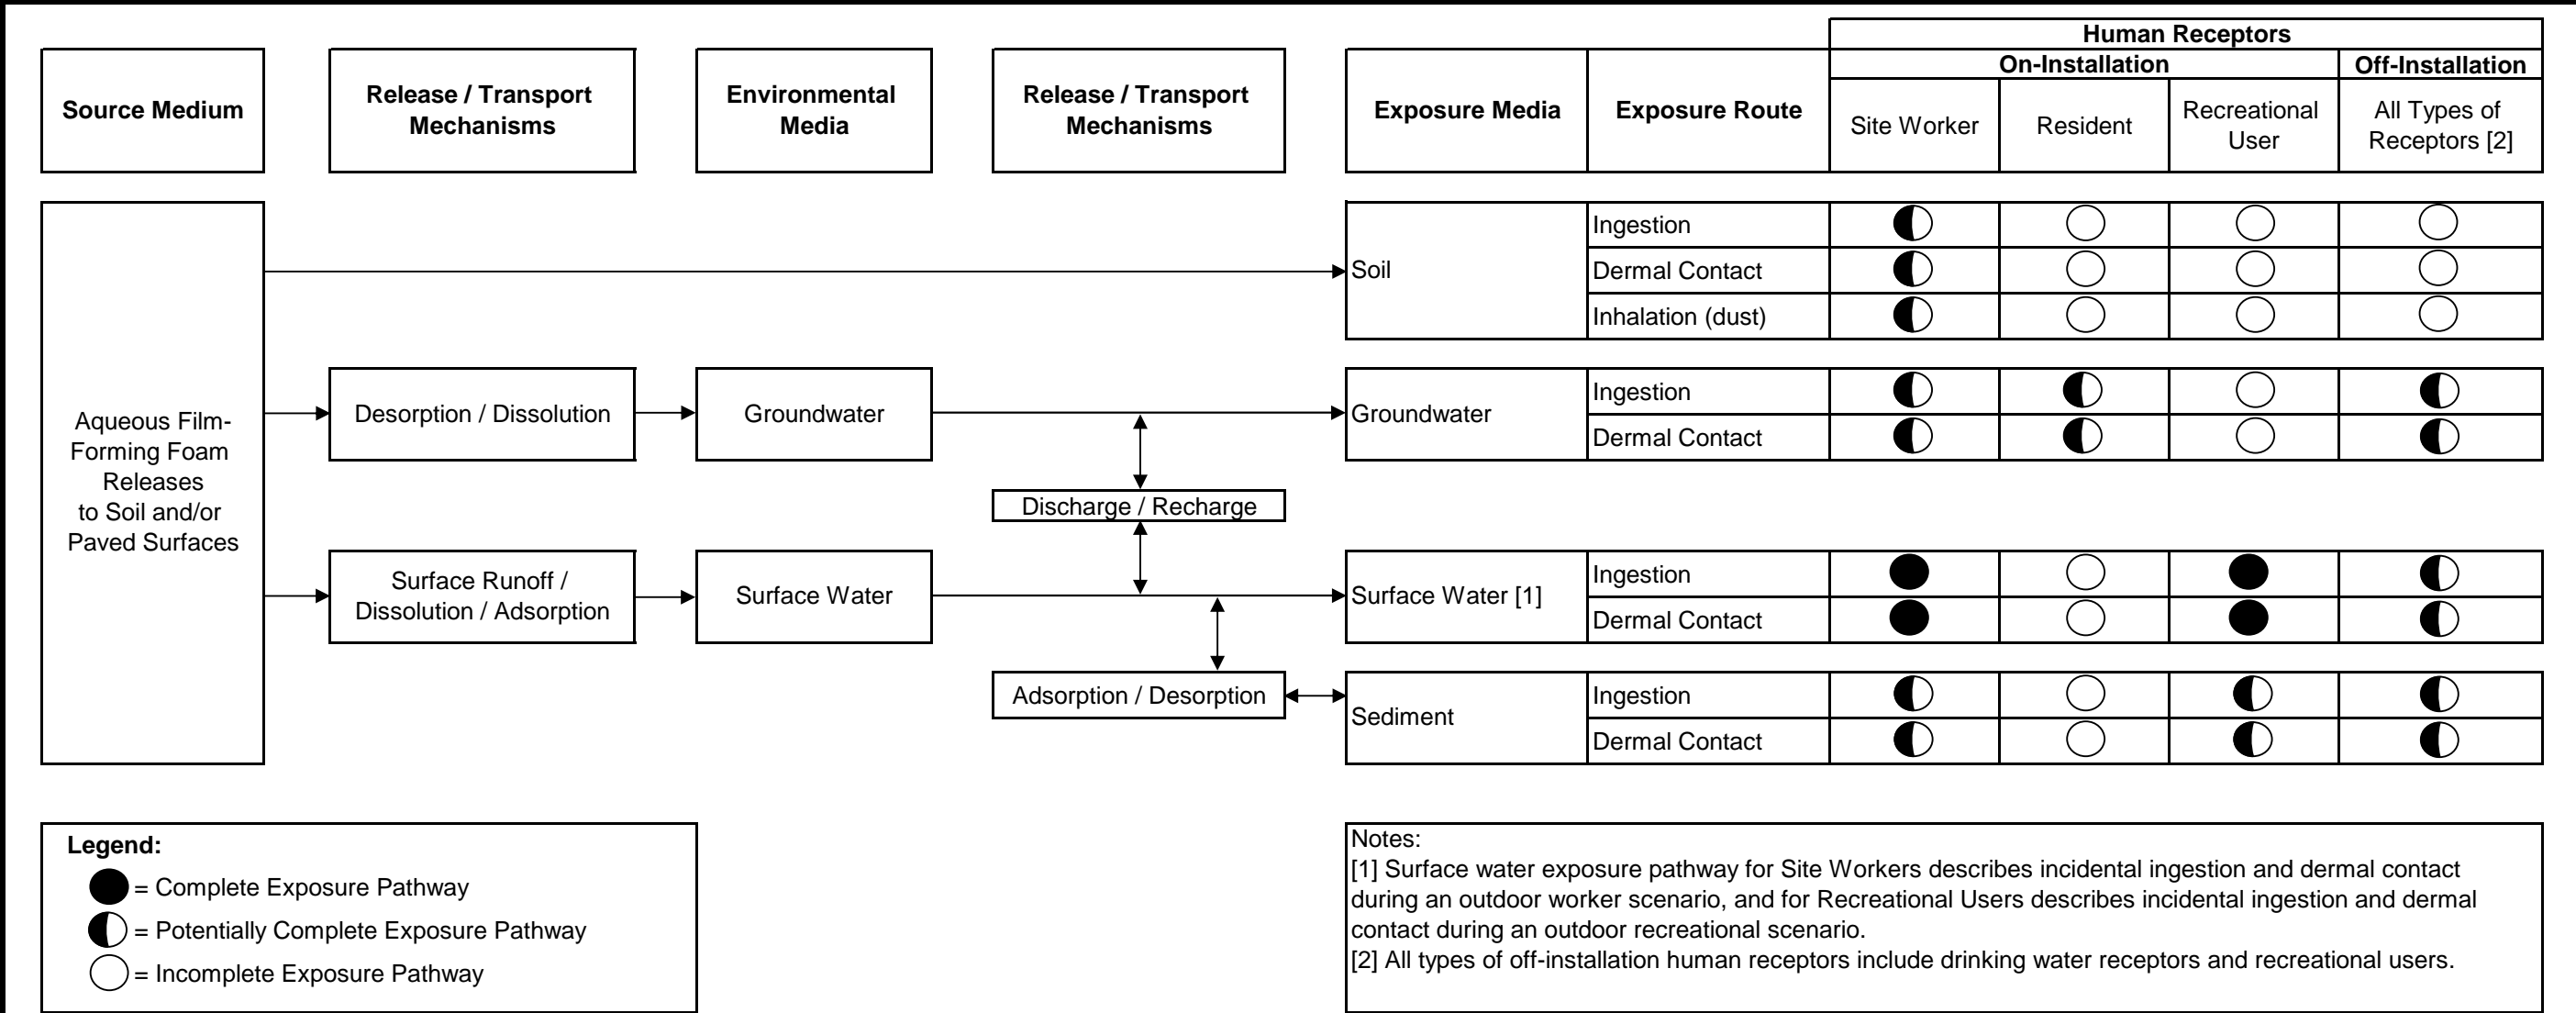 Human Receptors
On-Installation
Off-Installation
Source Medium
Release / Transport
Mechanisms
Environmental
Media
Release / Transport
Mechanisms
Exposure Media
Exposure Route
Site Worker
Resident
Recreational
User
All Types of
Receptors [2]
Aqueous Film-
Forming Foam
Releases
to Soil and/or
Paved Surfaces
Soil
Ingestion
Dermal Contact
Inhalation (dust)
Desorption / Dissolution
Groundwater
Groundwater
Ingestion
Dermal Contact
Discharge / Recharge
Surface Runoff /
Dissolution / Adsorption
Surface Water
Surface Water [1]
Ingestion
Dermal Contact
Adsorption / Desorption
Sediment
Ingestion
Dermal Contact
Legend:
= Complete Exposure Pathway
= Potentially Complete Exposure Pathway
= Incomplete Exposure Pathway
Notes:
[1] Surface water exposure pathway for Site Workers describes incidental ingestion and dermal contact
during an outdoor worker scenario, and for Recreational Users describes incidental ingestion and dermal
contact during an outdoor recreational scenario.
[2] All types of off-installation human receptors include drinking water receptors and recreational users.